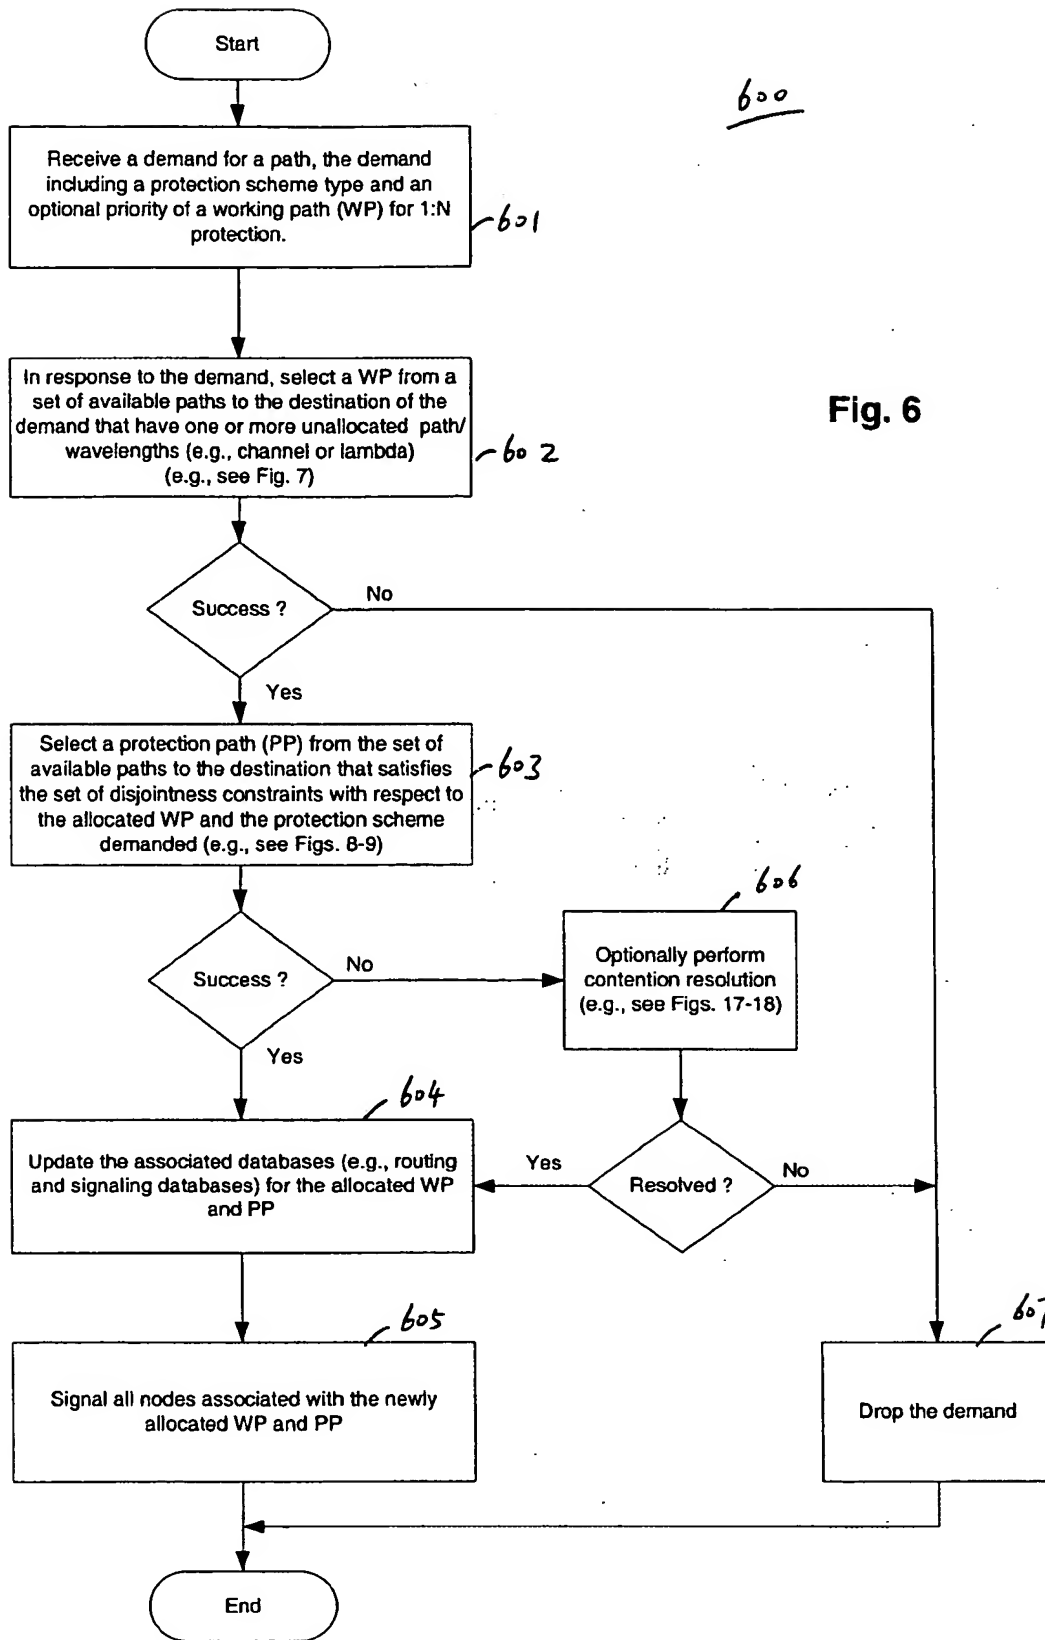 Start
600
Receive a demand for a path, the demand
including a protection scheme type and an
optional priority of a working path (WP) for 1:N
protection.
601
In response to the demand, select a WP from a
set of available paths to the destination of the
demand that have one or more unallocated path/
wavelengths (e.g., channel or lambda)
(e.g., see Fig. 7)
602
Fig. 6
Success ?
No
Yes
Select a protection path (PP) from the set of
available paths to the destination that satisfies
the set of disjointness constraints with respect to
the allocated WP and the protection scheme
demanded (e.g., see Figs. 8-9)
603
Success ?
No
Yes
606
Optionally perform
contention resolution
(e.g., see Figs. 17-18)
604
Update the associated databases (e.g., routing
and signaling databases) for the allocated WP
and PP
Yes
Resolved ?
No
605
Signal all nodes associated with the newly
allocated WP and PP
607
Drop the demand
End